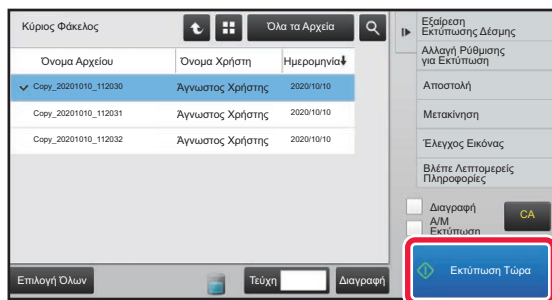 Κύριος Φάκελος
Όλα τα Αρχεία
Όνομα Αρχείου
Όνομα Χρήστη
Ημερομηνία
Copy_20201010_112030
Άγνωστος Χρήστης
2020/10/10
Copy_20201010_112031
Άγνωστος Χρήστης
2020/10/10
Copy_20201010_112032
Άγνωστος Χρήστης
2020/10/10
Επιλογή Όλων
Τεύχη
Διαγραφή
Εξαίρεση
Εκτύπωσης Δέσμης
Αλλαγή Ρύθμισης
για Εκτύπωση
Αποστολή
Μετακίνηση
Έλεγχος Εικόνας
Βλέπε Λεπτομερείς
Πληροφορίες
Διαγραφή
Α/Μ
Εκτύπωση
CA
Εκτύπωση Τώρα